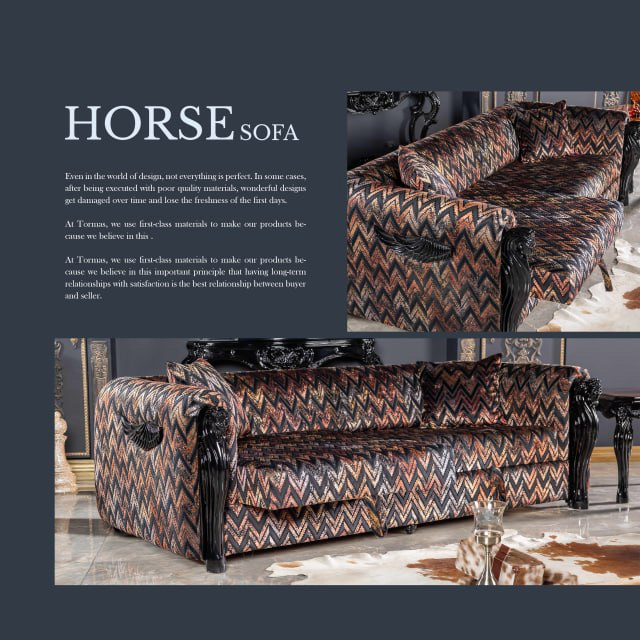 HORSE SOFA
Even in the world of design, not everything is perfect. In some cases,
after being executed with poor quality materials, wonderful designs
get damaged over time and lose the freshness of the first days.
At Tormas, we use first-class materials to make our products be-
cause we believe in this .
At Tormas, we use first-class materials to make our products be-
cause we believe in this important principle that having long-term
relationships with satisfaction is the best relationship between buyer
and seller.